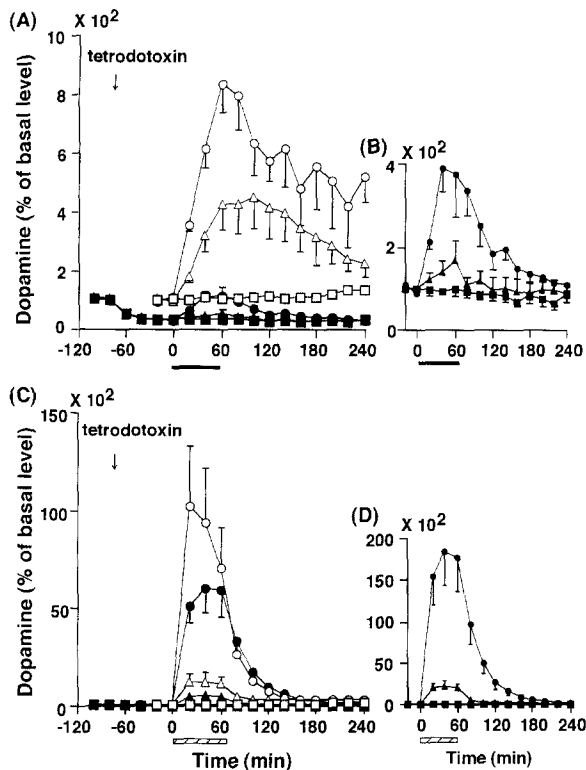 (A)
X 10²
tetrodotoxin
Dopamine (% of basal level)
10
8
6
4
2
0
-120 -60 0 60 120 180 240
(B)
X 10²
4
2
0
0 60 120 180 240
(C)
X 10²
tetrodotoxin
Dopamine (% of basal level)
150
100
50
0
-120 -60 0 60 120 180 240
Time (min)
(D)
X 10²
200
150
100
50
0
0 60 120 180 240
Time (min)